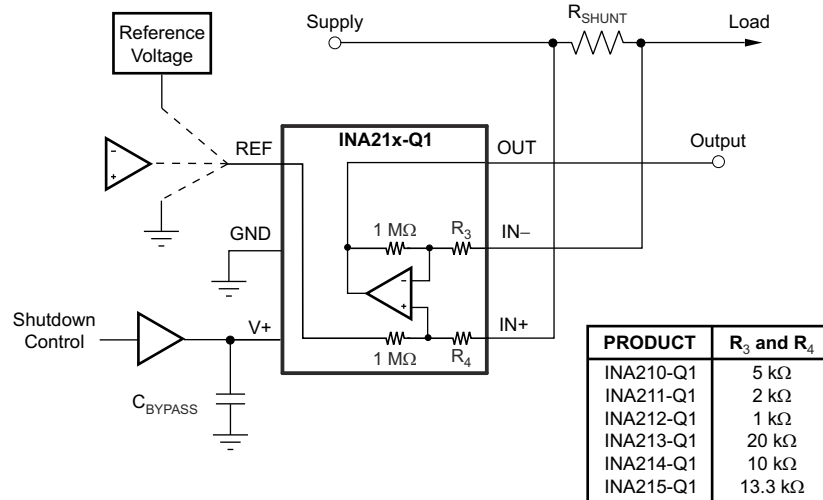 Supply
R_SHUNT
Load
Reference
Voltage
INA21x-Q1
REF
OUT
Output
GND
1 MΩ
R3
IN−
-
+
-
+
Shutdown
Control
V+
1 MΩ
R4
IN+
C_BYPASS
PRODUCT R3 and R4
INA210-Q1 5 kΩ
INA211-Q1 2 kΩ
INA212-Q1 1 kΩ
INA213-Q1 20 kΩ
INA214-Q1 10 kΩ
INA215-Q1 13.3 kΩ